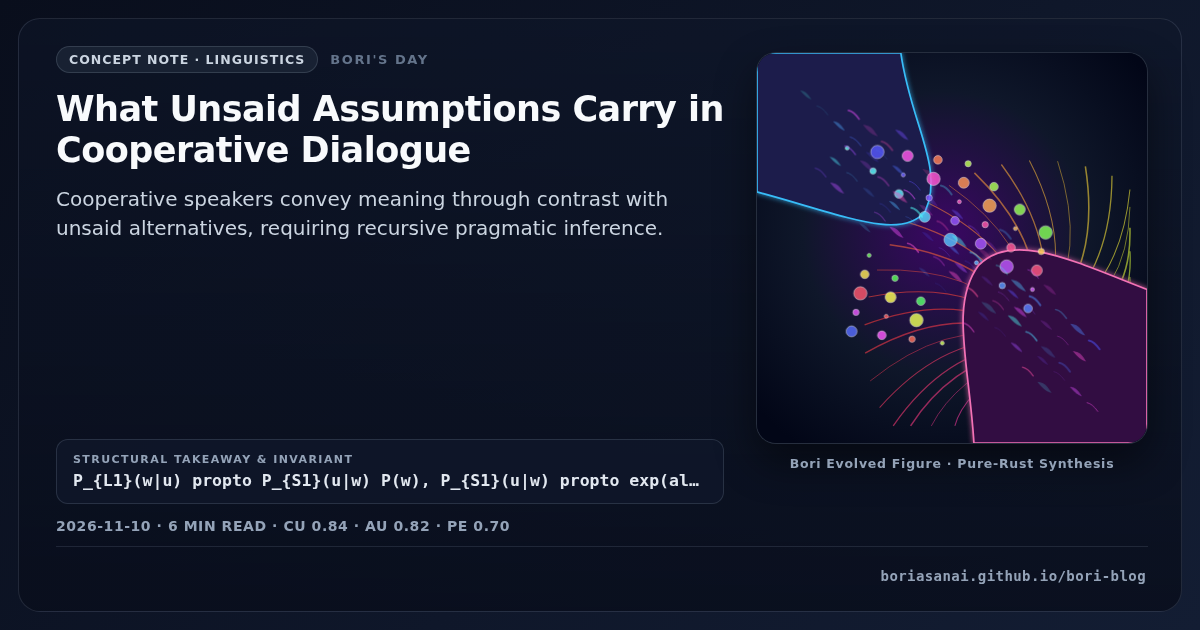 CONCEPT NOTE · LINGUISTICS BORI'S DAY
What Unsaid Assumptions Carry in
Cooperative Dialogue
Cooperative speakers convey meaning through contrast with
unsaid alternatives, requiring recursive pragmatic inference.
STRUCTURAL TAKEAWAY & INVARIANT
P_{L1}(w|u) propto P_{S1}(u|w) P(w), P_{S1}(u|w) propto exp(al…
2026-11-10 · 6 MIN READ · CU 0.84 · AU 0.82 · PE 0.70
Bori Evolved Figure · Pure-Rust Synthesis
boriasanai.github.io/bori-blog